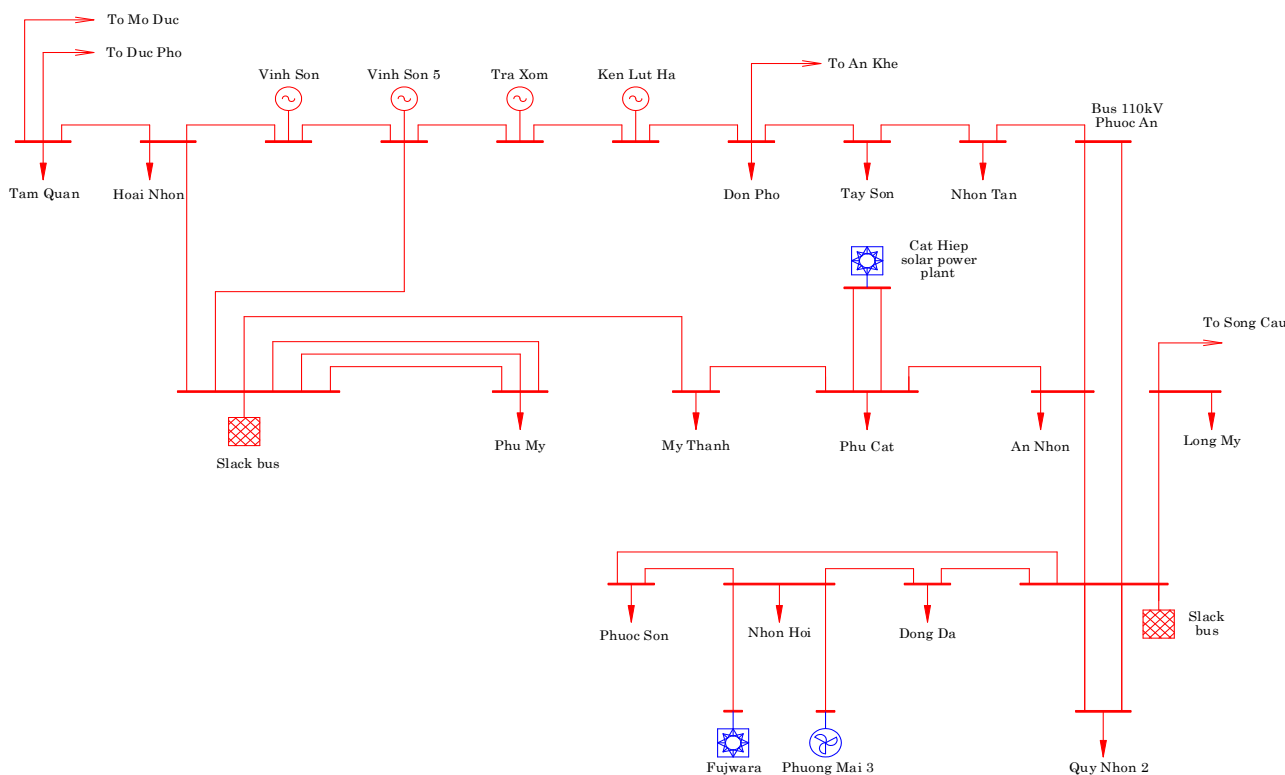 To Mo Duc
To Duc Pho
Vinh Son
Vinh Son 5
Tra Xom
Ken Lut Ha
To An Khe
Bus 110kV
Phuoc An
Tam Quan
Hoai Nhon
Don Pho
Tay Son
Nhon Tan
Cat Hiep
solar power
plant
To Song Cau
Slack bus
Phu My
My Thanh
Phu Cat
An Nhon
Long My
Phuoc Son
Nhon Hoi
Dong Da
Slack
bus
Fujwara
Phuong Mai 3
Quy Nhon 2